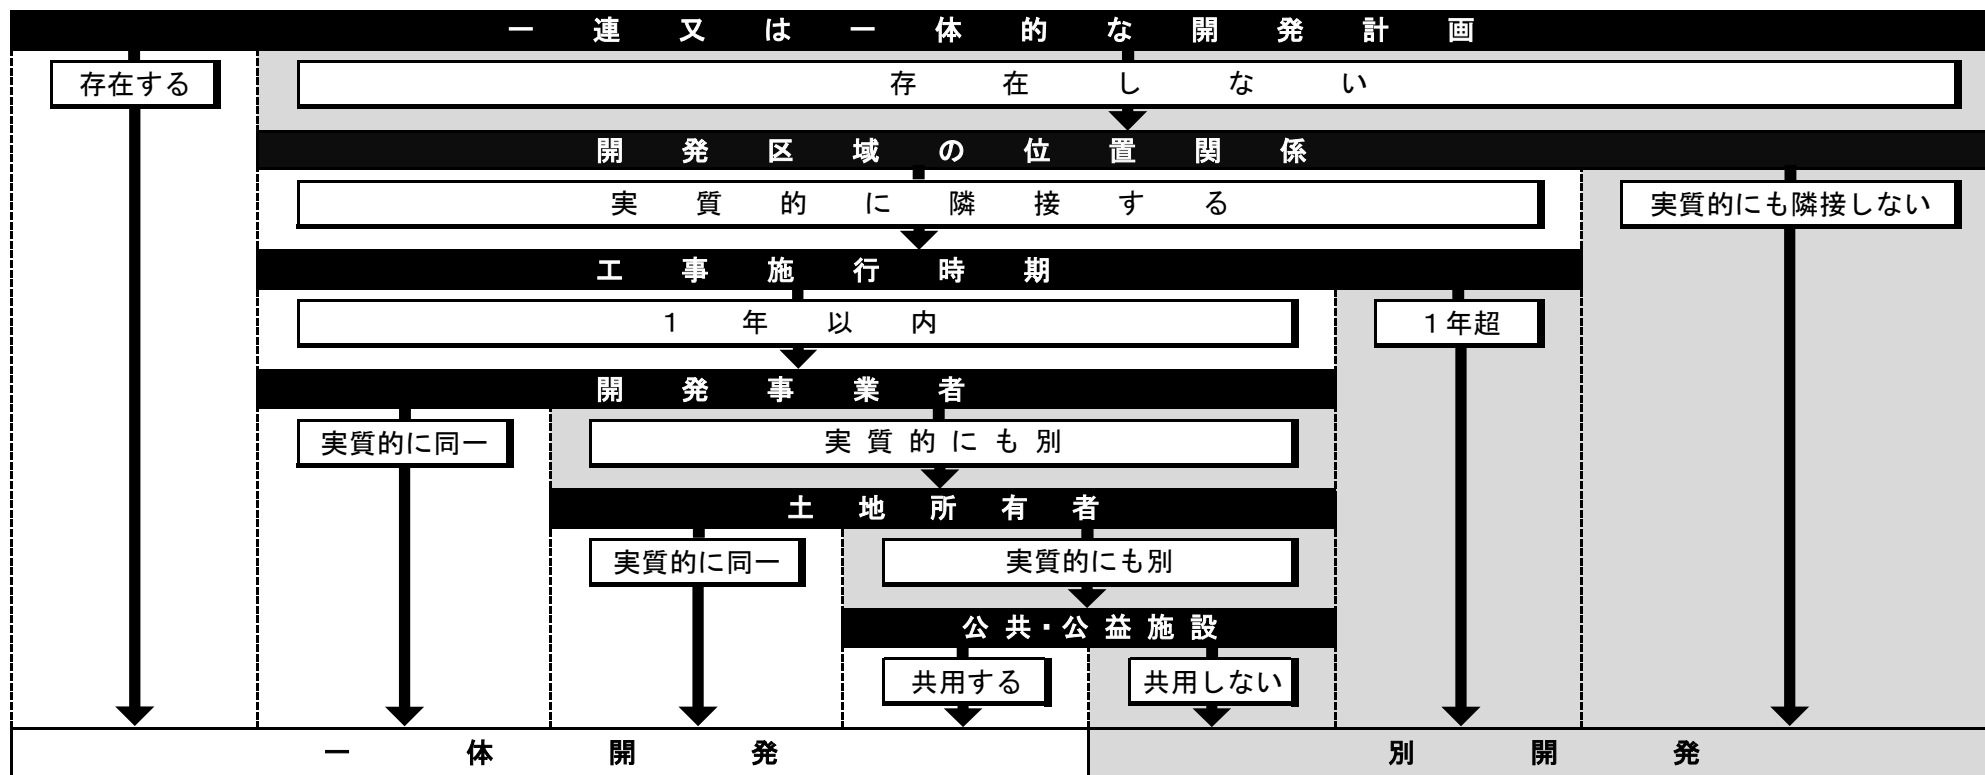 一連又は一体的な開発計画
存在する
存在しない
開発区域の位置関係
実質的に隣接する
実質的にも隣接しない
工事施行時期
1年以内
1年超
開発事業者
実質的に同一
実質的にも別
土地所有者
実質的に同一
実質的にも別
公共・公益施設
共用する
共用しない
一体開発
別開発